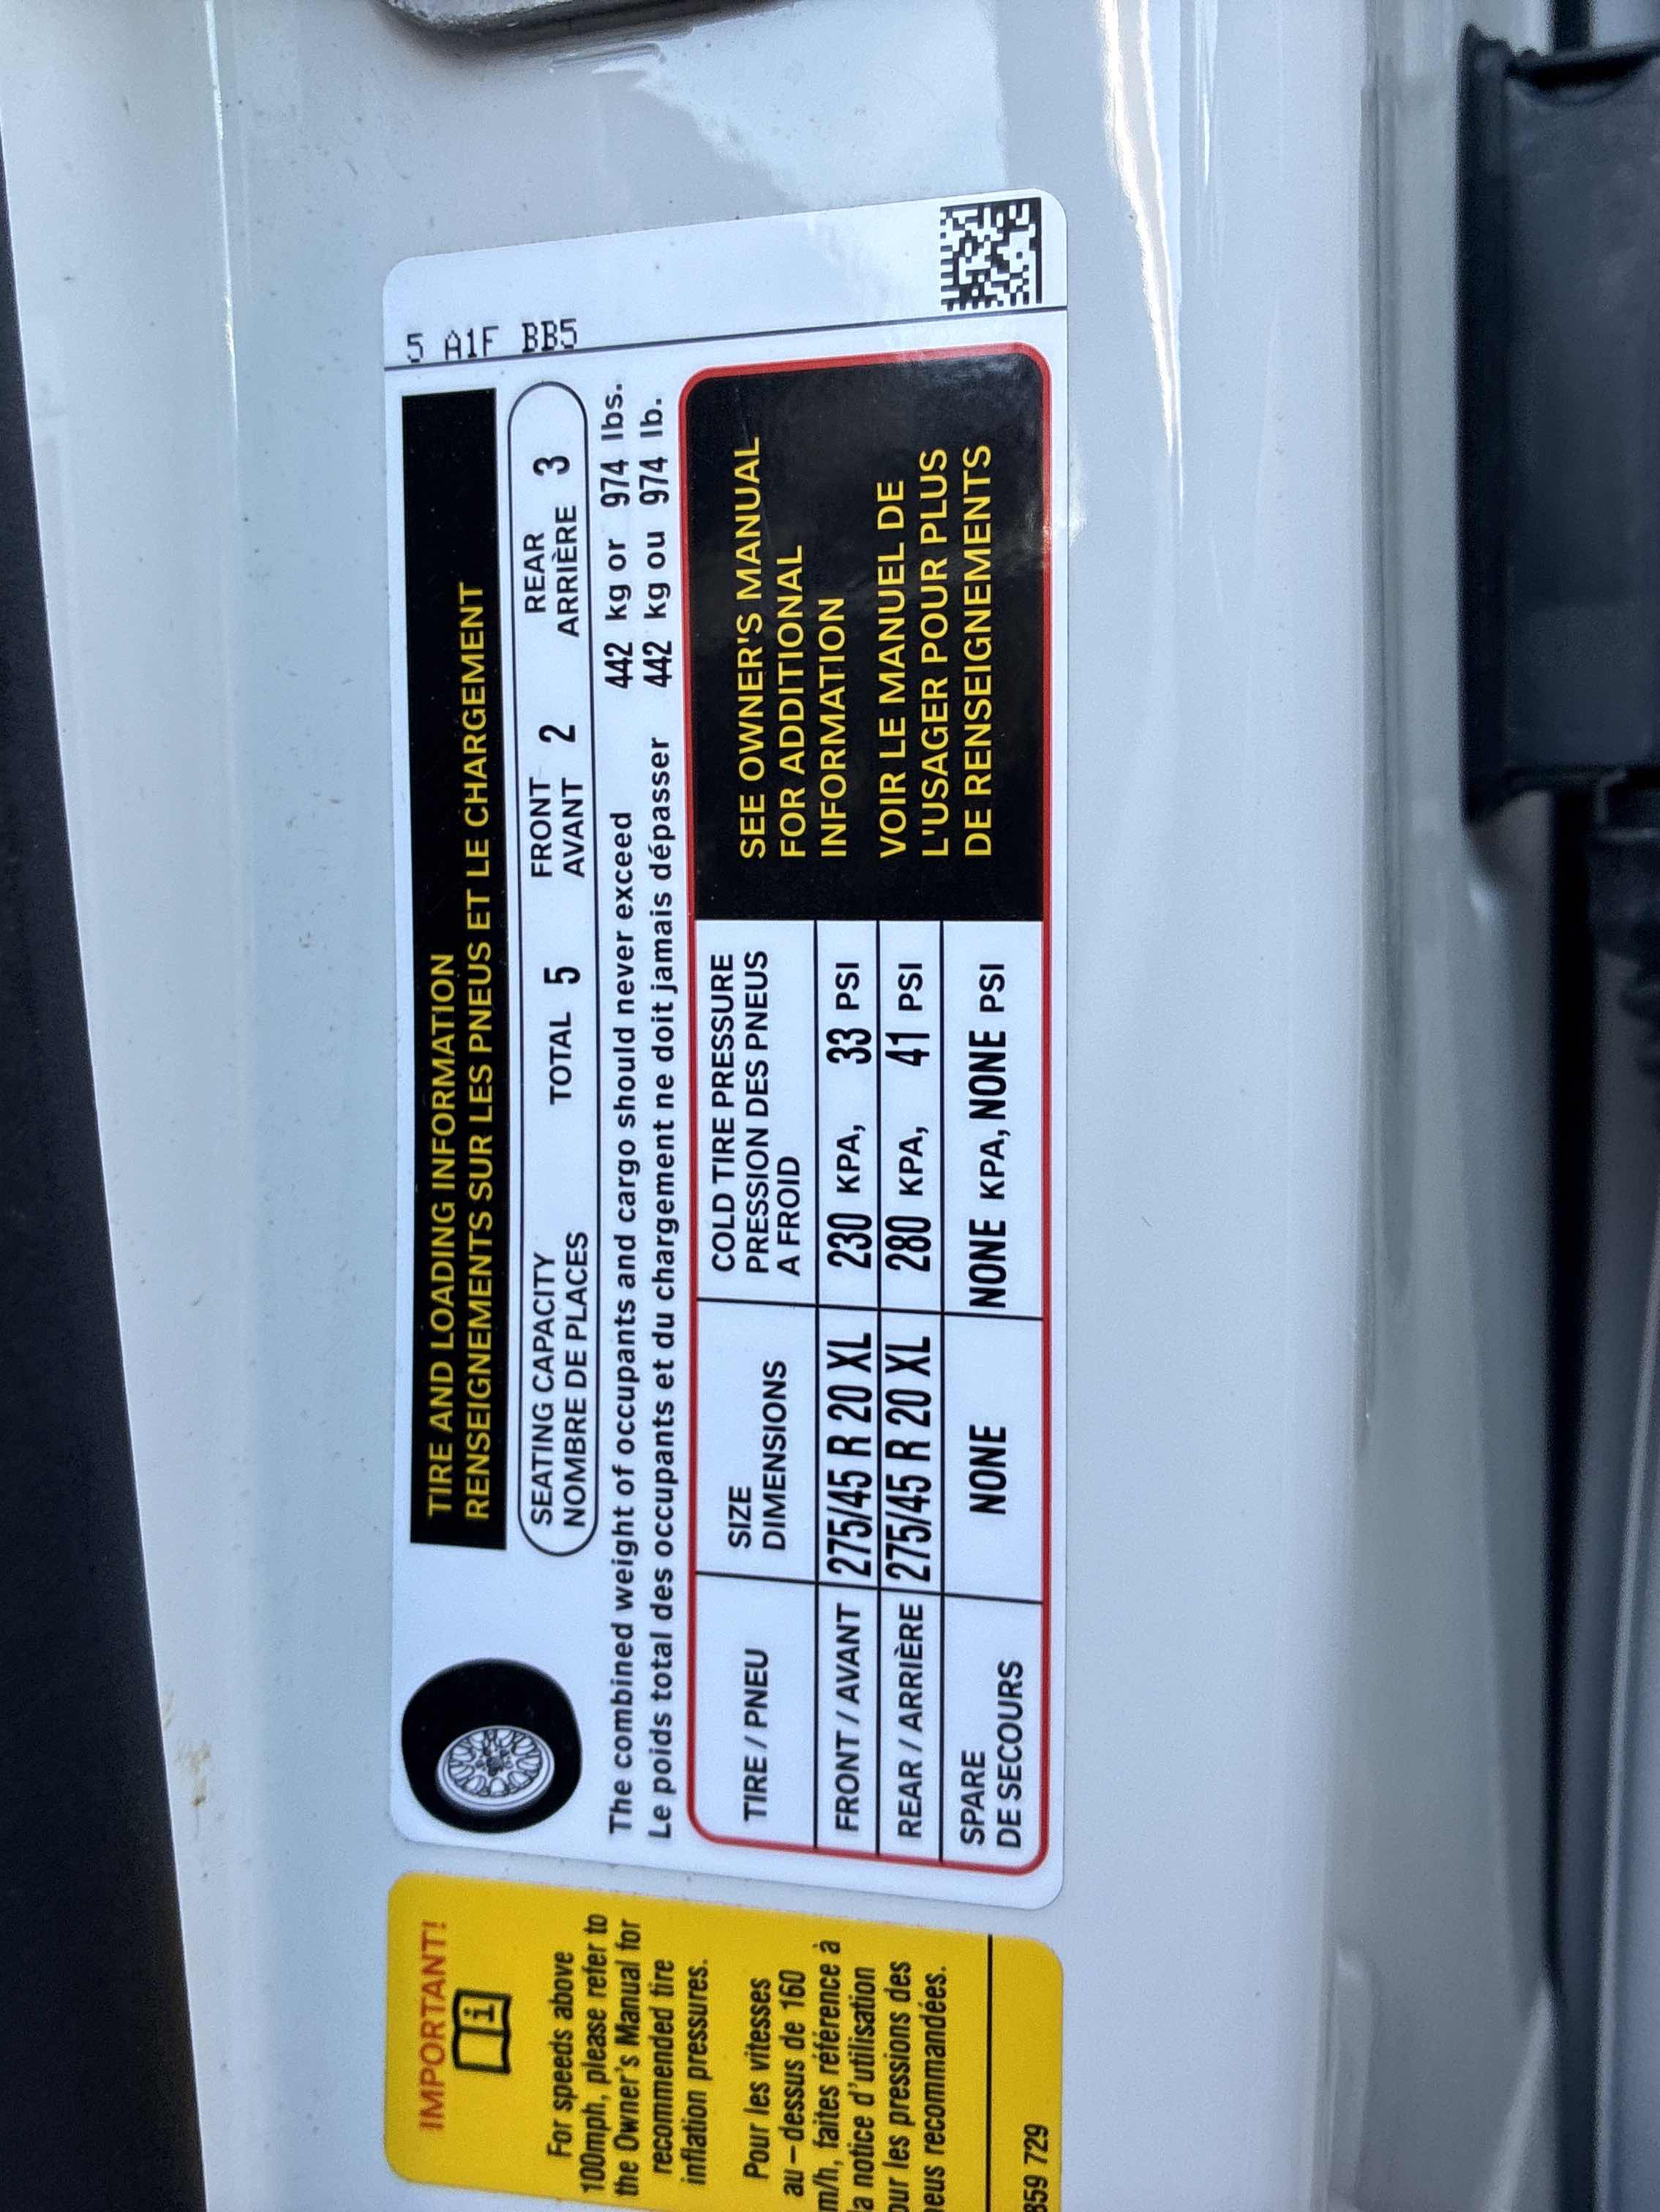 IMPORTANT!
For speeds above
100mph, please refer to
the Owner's Manual for
recommended tire
inflation pressures.
Pour les vitesses
au-dessus de 160
m/h, faites référence à
la notice d'utilisation
our les pressions des
neus recommandées.
859 729
5 A1F BB5
TIRE AND LOADING INFORMATION
RENSEIGNEMENTS SUR LES PNEUS ET LE CHARGEMENT
SEATING CAPACITY TOTAL 5 FRONT 2 REAR 3
NOMBRE DE PLACES AVANT ARRIÈRE
The combined weight of occupants and cargo should never exceed 442 kg or 974 lbs.
Le poids total des occupants et du chargement ne doit jamais dépasser 442 kg ou 974 lb.
TIRE / PNEU
SIZE
DIMENSIONS
COLD TIRE PRESSURE
PRESSION DES PNEUS
A FROID
FRONT / AVANT 275/45 R 20 XL 230 KPA, 33 PSI
REAR / ARRIÈRE 275/45 R 20 XL 280 KPA, 41 PSI
SPARE
DE SECOURS NONE NONE KPA, NONE PSI
SEE OWNER'S MANUAL
FOR ADDITIONAL
INFORMATION
VOIR LE MANUEL DE
L'USAGER POUR PLUS
DE RENSEIGNEMENTS